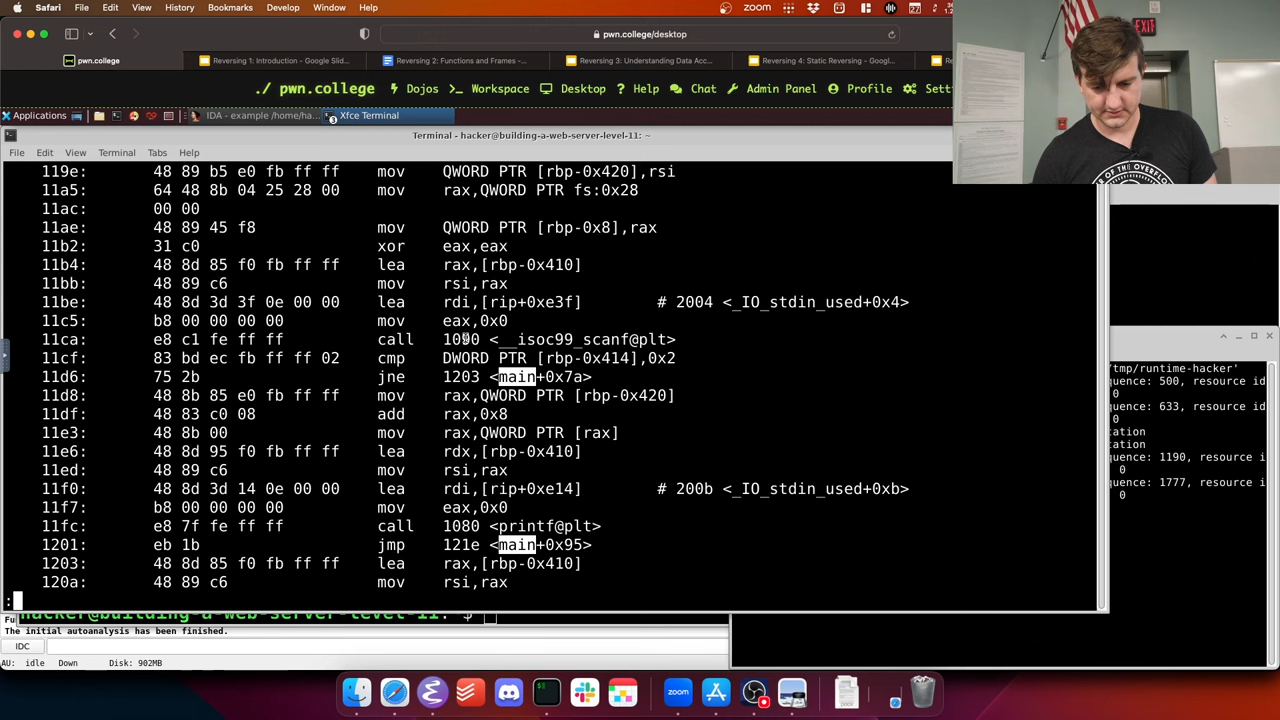 Safari File Edit View History Bookmarks Develop Window Help zoom
pwn.college/desktop
pwn.college Reversing 1: Introduction - Google Slid... Reversing 2: Functions and Frames -... Reversing 3: Understanding Data Acc... Reversing 4: Static Reversing - Googl...
./ pwn.college Dojos Workspace Desktop Help Chat Admin Panel Profile Sett
Applications IDA - example /home/ha... Xfce Terminal
Terminal - hacker@building-a-web-server-level-11: ~
File Edit View Terminal Tabs Help
119e: 48 89 b5 e0 fb ff ff mov QWORD PTR [rbp-0x420],rsi
11a5: 64 48 8b 04 25 28 00 mov rax,QWORD PTR fs:0x28
11ac: 00 00
11ae: 48 89 45 f8 mov QWORD PTR [rbp-0x8],rax
11b2: 31 c0 xor eax,eax
11b4: 48 8d 85 f0 fb ff ff lea rax,[rbp-0x410]
11bb: 48 89 c6 mov rsi,rax
11be: 48 8d 3d 3f 0e 00 00 lea rdi,[rip+0xe3f] # 2004 <_IO_stdin_used+0x4>
11c5: b8 00 00 00 00 mov eax,0x0
11ca: e8 c1 fe ff ff call 1090 <__isoc99_scanf@plt>
11cf: 83 bd ec fb ff ff 02 cmp DWORD PTR [rbp-0x414],0x2
11d6: 75 2b jne 1203 <main+0x7a>
11d8: 48 8b 85 e0 fb ff ff mov rax,QWORD PTR [rbp-0x420]
11df: 48 83 c0 08 add rax,0x8
11e3: 48 8b 00 mov rax,QWORD PTR [rax]
11e6: 48 8d 95 f0 fb ff ff lea rdx,[rbp-0x410]
11ed: 48 89 c6 mov rsi,rax
11f0: 48 8d 3d 14 0e 00 00 lea rdi,[rip+0xe14] # 200b <_IO_stdin_used+0xb>
11f7: b8 00 00 00 00 mov eax,0x0
11fc: e8 7f fe ff ff call 1080 <printf@plt>
1201: eb 1b jmp 121e <main+0x95>
1203: 48 8d 85 f0 fb ff ff lea rax,[rbp-0x410]
120a: 48 89 c6 mov rsi,rax
:
/tmp/runtime-hacker'
quence: 500, resource id
0
quence: 633, resource id
0
cation
cation
quence: 1190, resource i
0
quence: 1777, resource i
0
hacker@building-a-web-server-level-11:~$
The initial autoanalysis has been finished.
IDC
AU: idle Down Disk: 902MB
EXIT
zoom